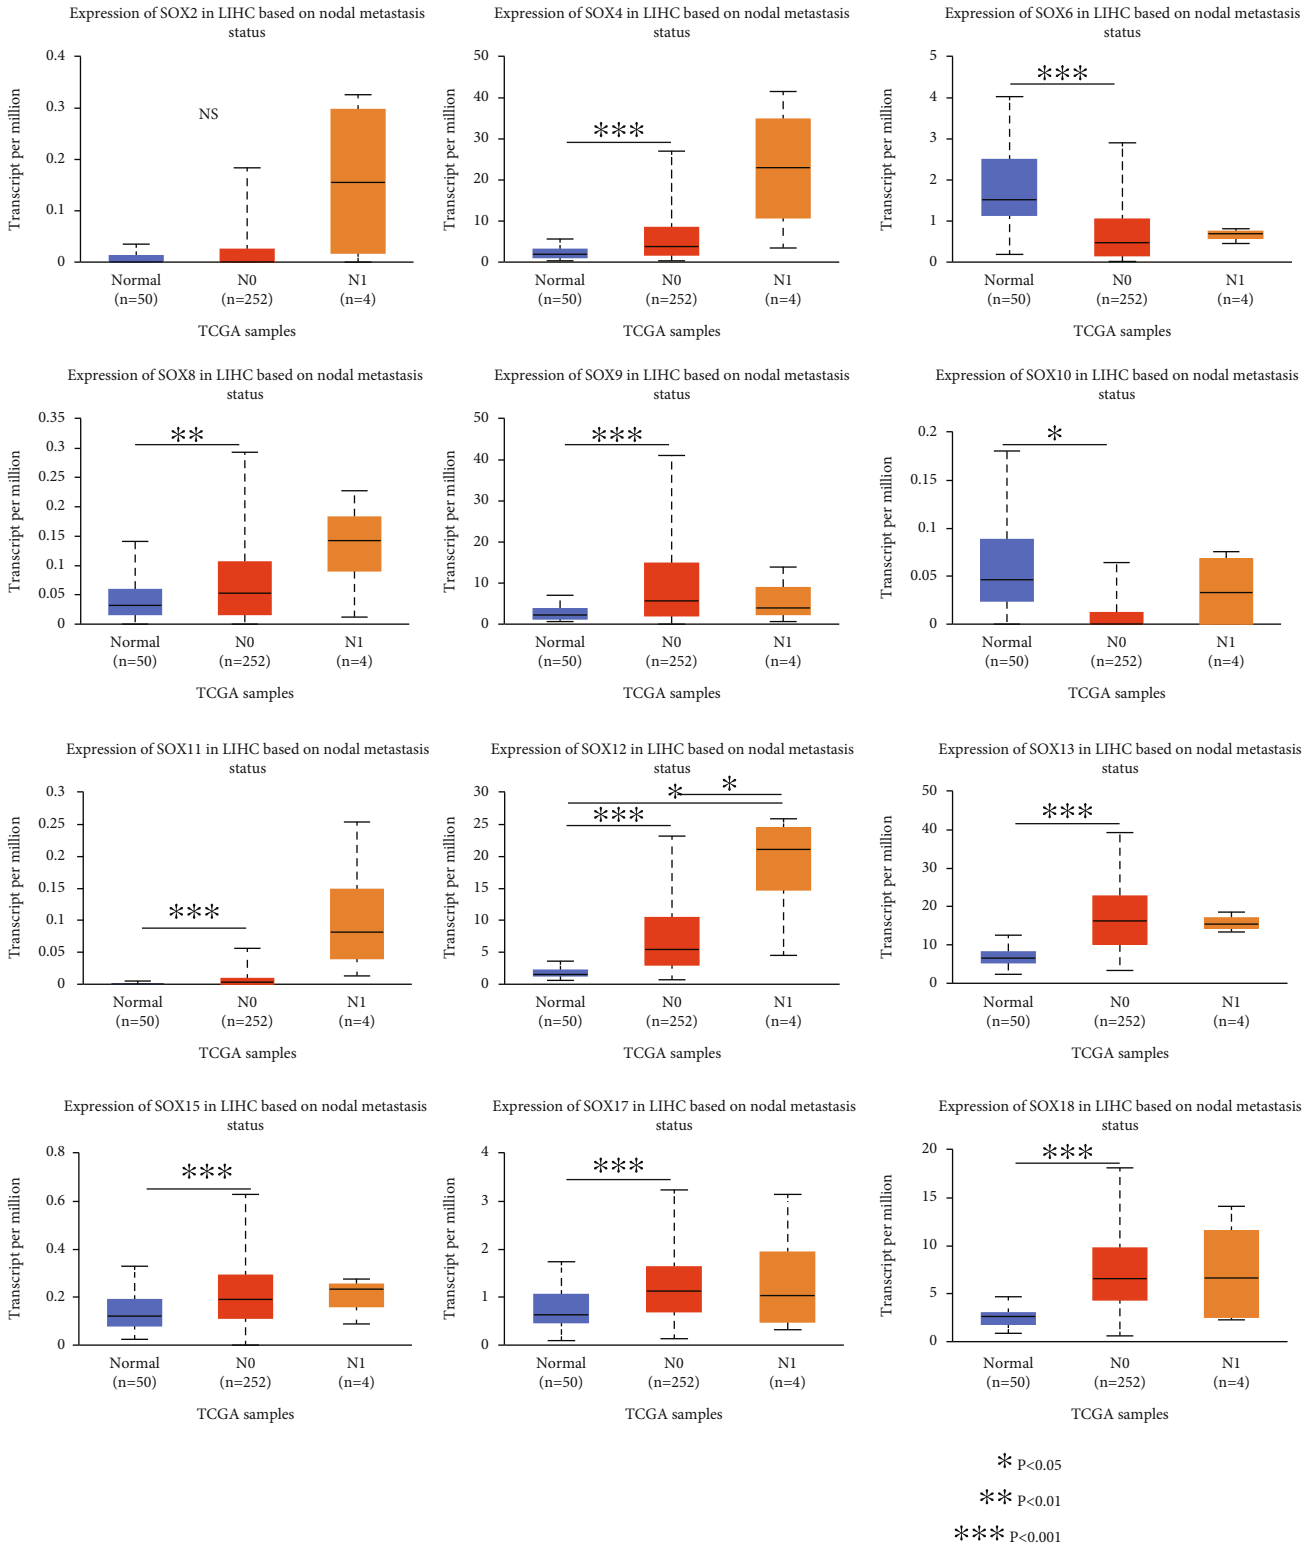 Expression of SOX2 in LIHC based on nodal metastasis
status
Transcript per million
0.4
0.3
0.2
0.1
0
NS
Normal
(n=50)
N0
(n=252)
N1
(n=4)
TCGA samples
Expression of SOX4 in LIHC based on nodal metastasis
status
Transcript per million
50
40
30
20
10
0
***
Normal
(n=50)
N0
(n=252)
N1
(n=4)
TCGA samples
Expression of SOX6 in LIHC based on nodal metastasis
status
Transcript per million
5
4
3
2
1
0
***
Normal
(n=50)
N0
(n=252)
N1
(n=4)
TCGA samples
Expression of SOX8 in LIHC based on nodal metastasis
status
Transcript per million
0.35
0.3
0.25
0.2
0.15
0.1
0.05
0
**
Normal
(n=50)
N0
(n=252)
N1
(n=4)
TCGA samples
Expression of SOX9 in LIHC based on nodal metastasis
status
Transcript per million
50
40
30
20
10
0
***
Normal
(n=50)
N0
(n=252)
N1
(n=4)
TCGA samples
Expression of SOX10 in LIHC based on nodal metastasis
status
Transcript per million
0.2
0.15
0.1
0.05
0
*
Normal
(n=50)
N0
(n=252)
N1
(n=4)
TCGA samples
Expression of SOX11 in LIHC based on nodal metastasis
status
Transcript per million
0.3
0.25
0.2
0.15
0.1
0.05
0
***
Normal
(n=50)
N0
(n=252)
N1
(n=4)
TCGA samples
Expression of SOX12 in LIHC based on nodal metastasis
status
Transcript per million
30
25
20
15
10
5
0
*
*
***
Normal
(n=50)
N0
(n=252)
N1
(n=4)
TCGA samples
Expression of SOX13 in LIHC based on nodal metastasis
status
Transcript per million
50
40
30
20
10
0
***
Normal
(n=50)
N0
(n=252)
N1
(n=4)
TCGA samples
Expression of SOX15 in LIHC based on nodal metastasis
status
Transcript per million
0.8
0.6
0.4
0.2
0
***
Normal
(n=50)
N0
(n=252)
N1
(n=4)
TCGA samples
Expression of SOX17 in LIHC based on nodal metastasis
status
Transcript per million
4
3
2
1
0
***
Normal
(n=50)
N0
(n=252)
N1
(n=4)
TCGA samples
Expression of SOX18 in LIHC based on nodal metastasis
status
Transcript per million
20
15
10
5
0
***
Normal
(n=50)
N0
(n=252)
N1
(n=4)
TCGA samples
* P<0.05
** P<0.01
*** P<0.001